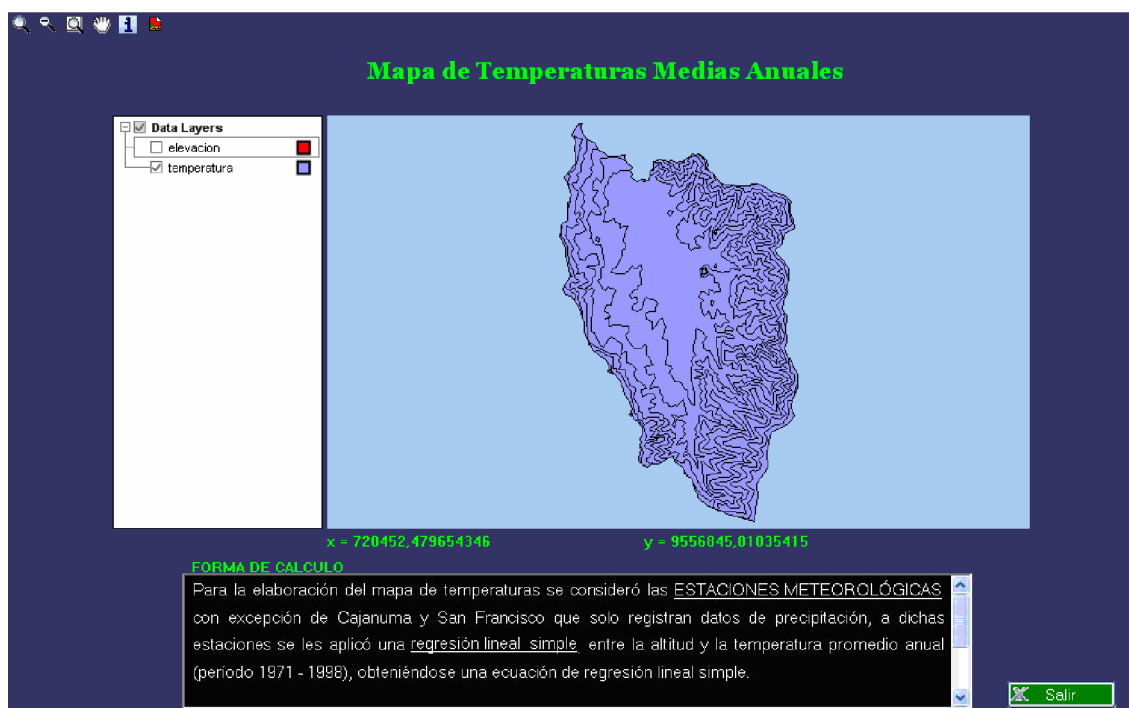 Mapa de Temperaturas Medias Anuales
Data Layers
elevacion
temperatura
x = 720452,479654346
y = 9556845,01035415
FORMA DE CALCULO
Para la elaboración del mapa de temperaturas se consideró las ESTACIONES METEOROLÓGICAS
con excepción de Cajanuma y San Francisco que solo registran datos de precipitación, a dichas
estaciones se les aplicó una regresión lineal simple entre la altitud y la temperatura promedio anual
(período 1971 - 1998), obteniéndose una ecuación de regresión lineal simple.
Salir